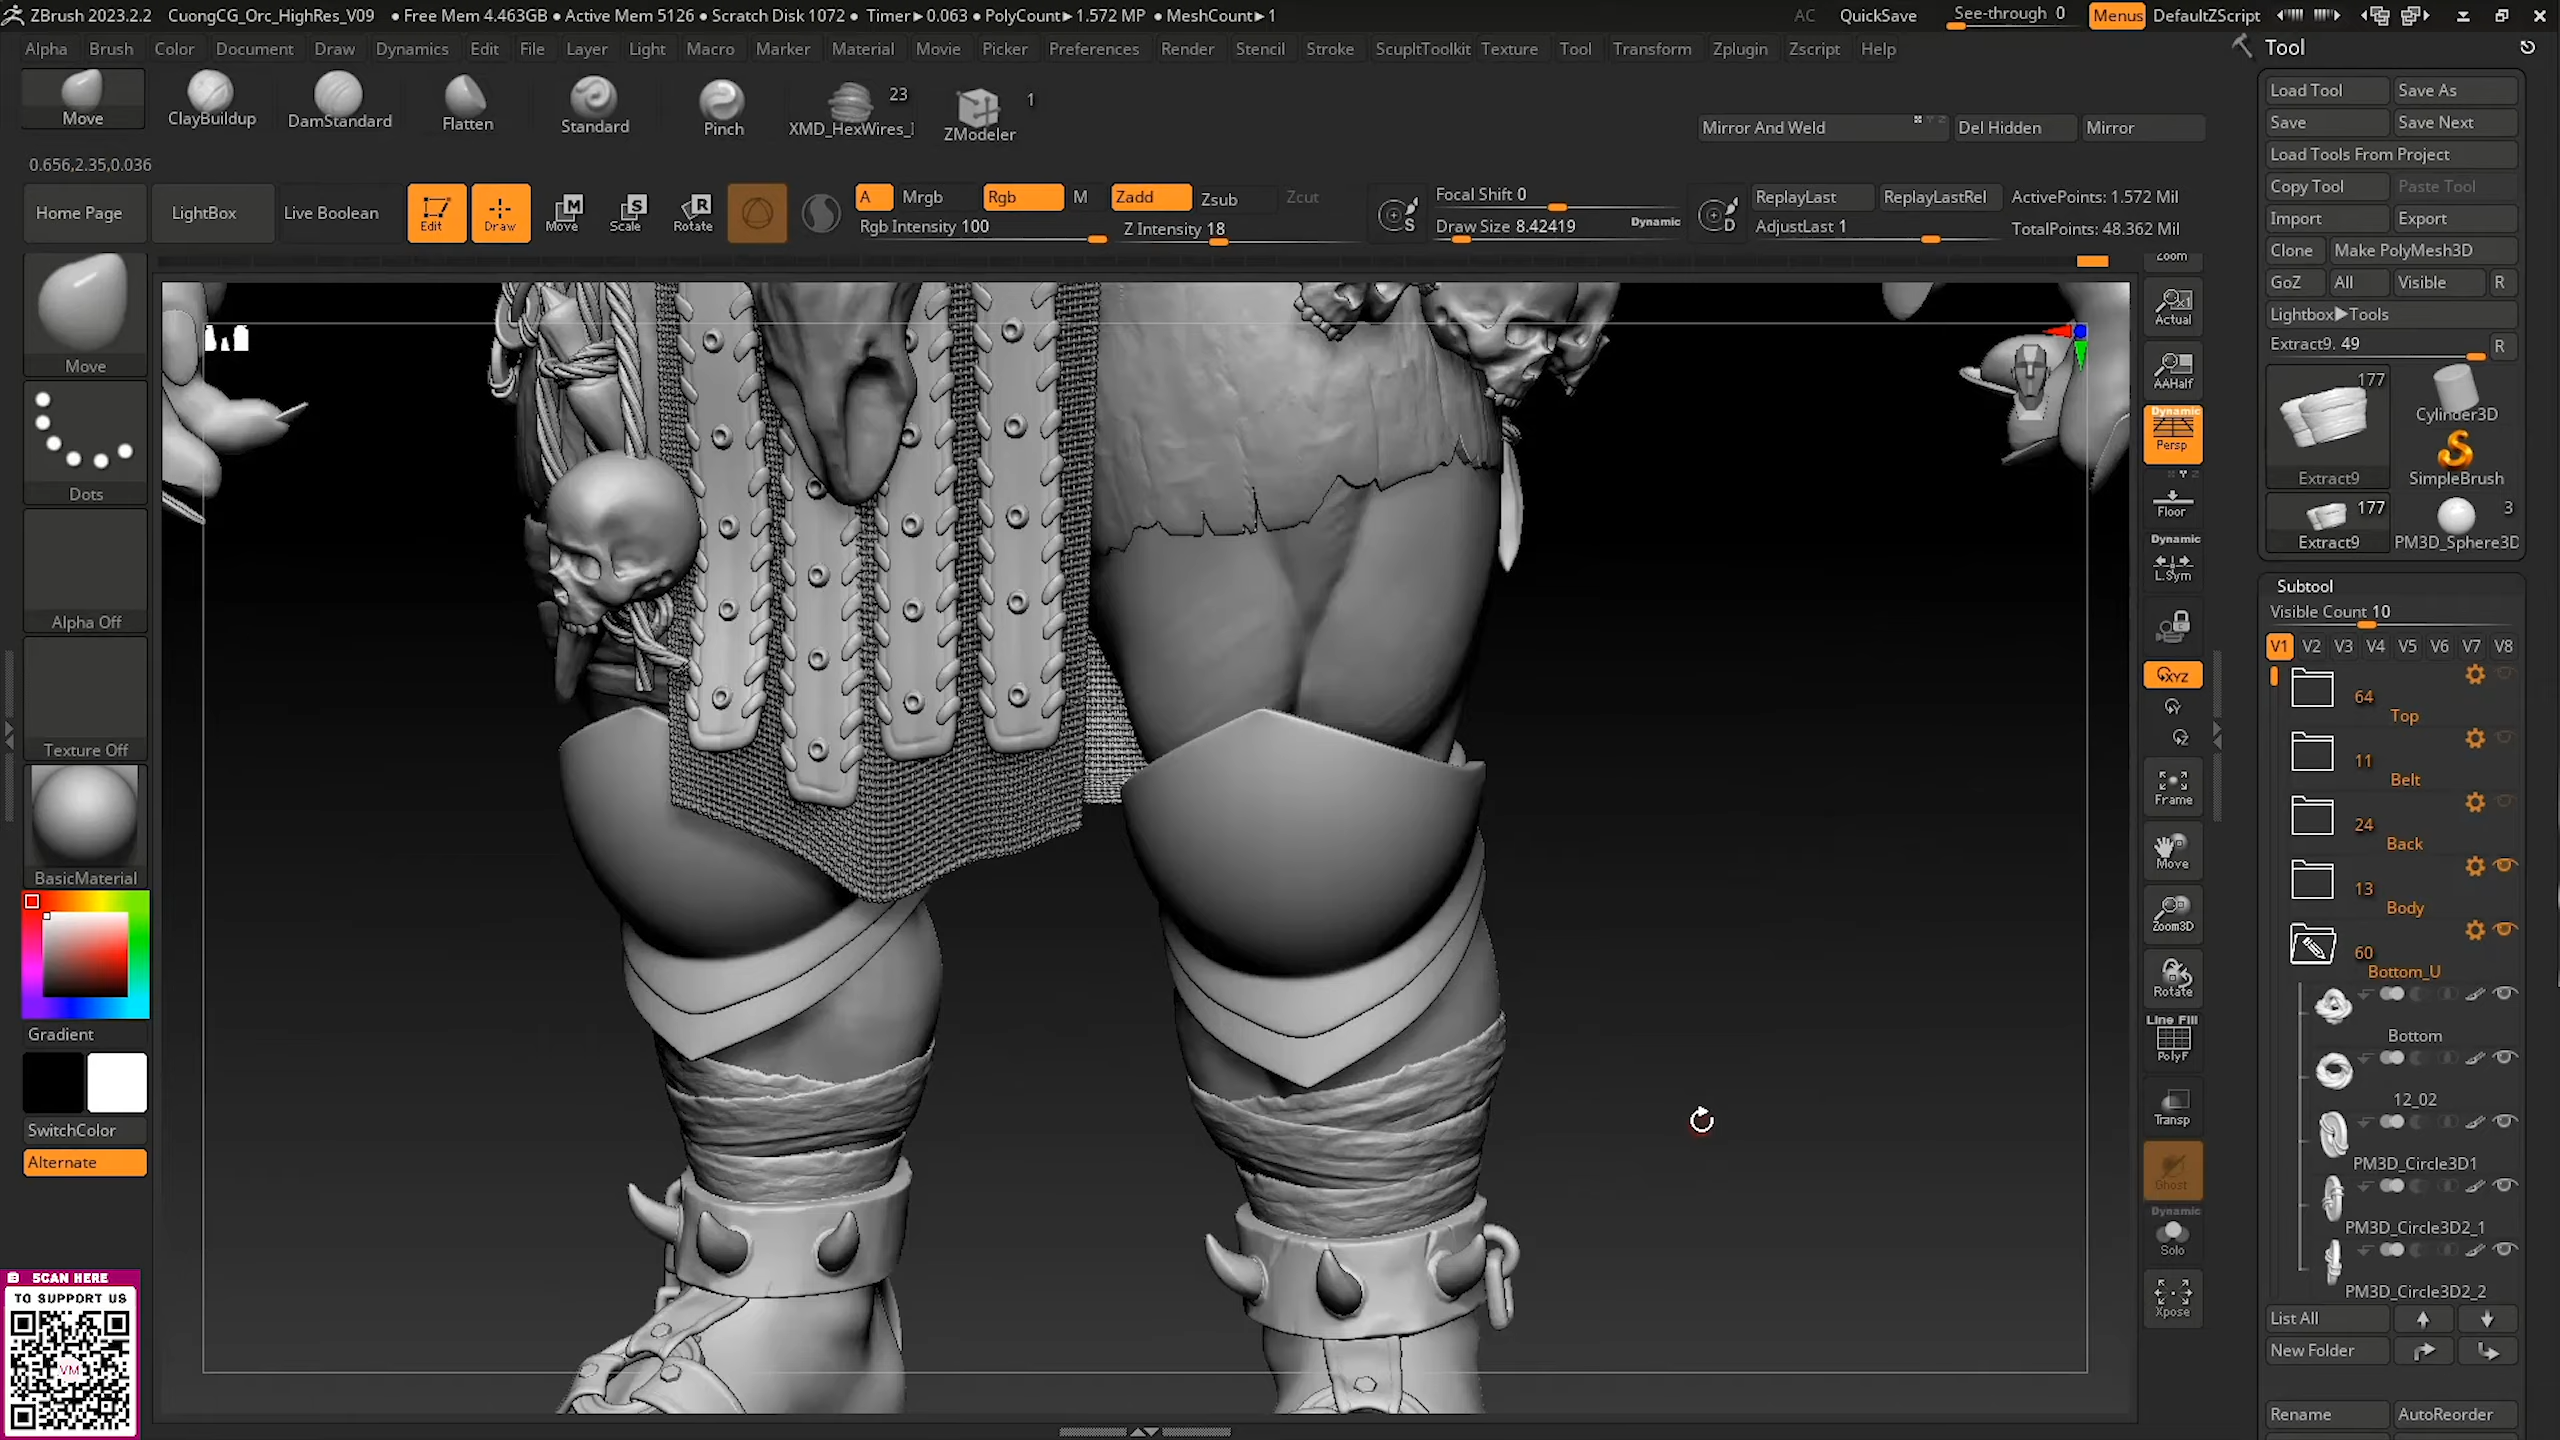 ZBrush 2023.2.2 CuongCG_Orc_HighRes_V09 • Free Mem 4.463GB • Active Mem 5126 • Scratch Disk 1072 • Timer►0.063 • PolyCount►1.572 MP • MeshCount►1 AC QuickSave See-through 0 Menus DefaultZScript
Alpha Brush Color Document Draw Dynamics Edit File Layer Light Macro Marker Material Movie Picker Preferences Render Stencil Stroke ScupltToolkit Texture Tool Transform Zplugin Zscript Help
Move ClayBuildup DamStandard Flatten Standard Pinch XMD_HexWires_ 23 ZModeler 1
Mirror And Weld Del Hidden Mirror
0.656,2.35,0.036
Home Page LightBox Live Boolean Edit Draw Move Scale Rotate
M S R
A Mrgb Rgb M Zadd Zsub Zcut
Rgb Intensity 100 Z Intensity 18
S Focal Shift 0
Draw Size 8.42419 Dynamic
D ReplayLast ReplayLastRel ActivePoints: 1.572 Mil
AdjustLast 1 TotalPoints: 48.362 Mil
Move
Dots
Alpha Off
Texture Off
BasicMaterial
Gradient
SwitchColor
Alternate
SCAN HERE
TO SUPPORT US
VM
Zoom
Actual
AAHalf
Dynamic
Persp
Floor
Dynamic
L.Sym
XYZ
Y
Z
Frame
Move
Zoom3D
Rotate
Line Fill
PolyF
Transp
Ghost
Dynamic
Solo
Xpose
Tool
Load Tool Save As
Save Save Next
Load Tools From Project
Copy Tool Paste Tool
Import Export
Clone Make PolyMesh3D
GoZ All Visible R
Lightbox►Tools
Extract9. 49 R
177 Cylinder3D
Extract9 SimpleBrush
177 3
Extract9 PM3D_Sphere3D
Subtool
Visible Count 10
V1 V2 V3 V4 V5 V6 V7 V8
64
Top
11
Belt
24
Back
13
Body
60
Bottom_U
Bottom
12_02
PM3D_Circle3D1
PM3D_Circle3D2_1
PM3D_Circle3D2_2
List All
New Folder
Rename AutoReorder